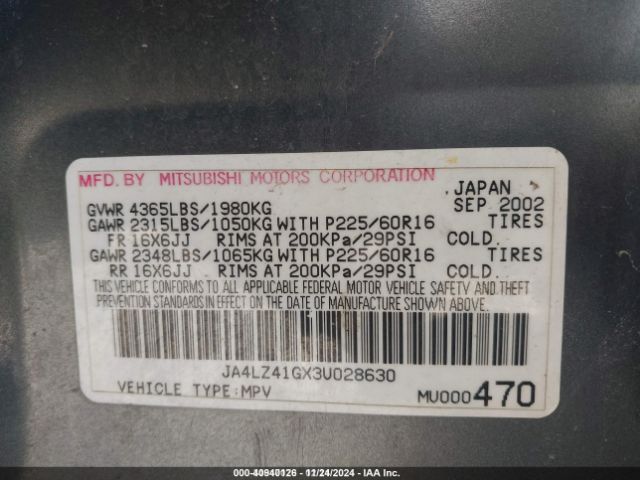 MFD. BY MITSUBISHI MOTORS CORPORATION
JAPAN
GVWR 4365LBS/1980KG SEP 2002
GAWR 2315LBS/1050KG WITH P225/60R16 TIRES
FR 16X6JJ RIMS AT 200KPa/29PSI COLD.
GAWR 2348LBS/1065KG WITH P225/60R16 TIRES
RR 16X6JJ RIMS AT 200KPa/29PSI COLD.
THIS VEHICLE CONFORMS TO ALL APPLICABLE FEDERAL MOTOR VEHICLE SAFETY AND THEFT
PREVENTION STANDARDS IN EFFECT ON THE DATE OF MANUFACTURE SHOWN ABOVE.
JA4LZ41GX3U028630
VEHICLE TYPE:MPV MU000470
000-40940126 - 11/24/2024 - IAA Inc.